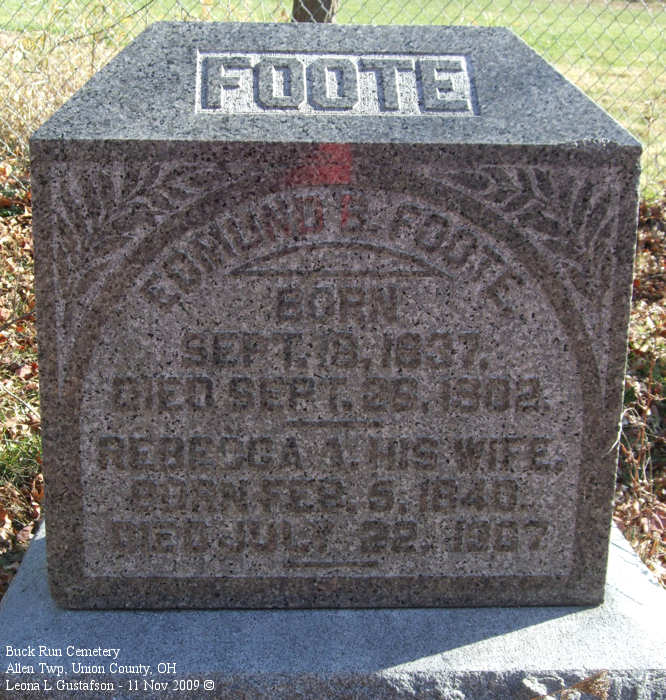 FOOTE
EDMUND B. FOOTE.
BORN
SEPT. 18, 1837.
DIED SEPT. 26, 1902.
REBECCA A. HIS WIFE.
BORN FEB. 5, 1840.
DIED JULY 22, 1867
Buck Run Cemetery
Allen Twp, Union County, OH
Leona L. Gustafson - 11 Nov 2009 ©